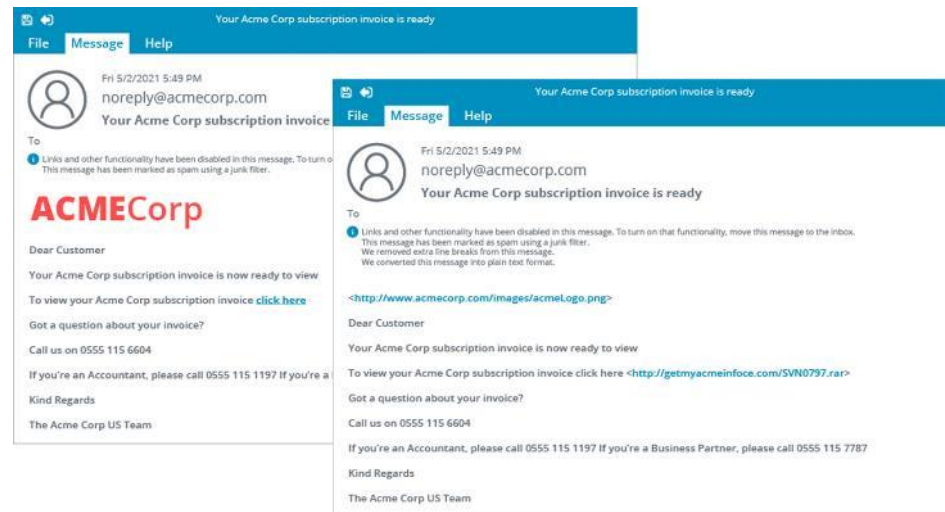 Your Acme Corp subscription invoice is ready
File Message Help
Fri 5/2/2021 5:49 PM
noreply@acmecorp.com
Your Acme Corp subscription invoice
To
Links and other functionality have been disabled in this message. To turn o
This message has been marked as spam using a junk filter.
ACMECorp
Dear Customer
Your Acme Corp subscription invoice is now ready to view
To view your Acme Corp subscription invoice click here
Got a question about your invoice?
Call us on 0555 115 6604
If you're an Accountant, please call 0555 115 1197 If you're a
Kind Regards
The Acme Corp US Team
Your Acme Corp subscription invoice is ready
File Message Help
Fri 5/2/2021 5:49 PM
noreply@acmecorp.com
Your Acme Corp subscription invoice is ready
To
Links and other functionality have been disabled in this message. To turn on that functionality, move this message to the Inbox.
This message has been marked as spam using a junk filter.
We removed extra line breaks from this message.
We converted this message into plain text format.
<http://www.acmecorp.com/images/acmeLogo.png>
Dear Customer
Your Acme Corp subscription invoice is now ready to view
To view your Acme Corp subscription invoice click here <http://getmyacmeinfoce.com/SVN0797.rar>
Got a question about your invoice?
Call us on 0555 115 6604
If you're an Accountant, please call 0555 115 1197 If you're a Business Partner, please call 0555 115 7787
Kind Regards
The Acme Corp US Team